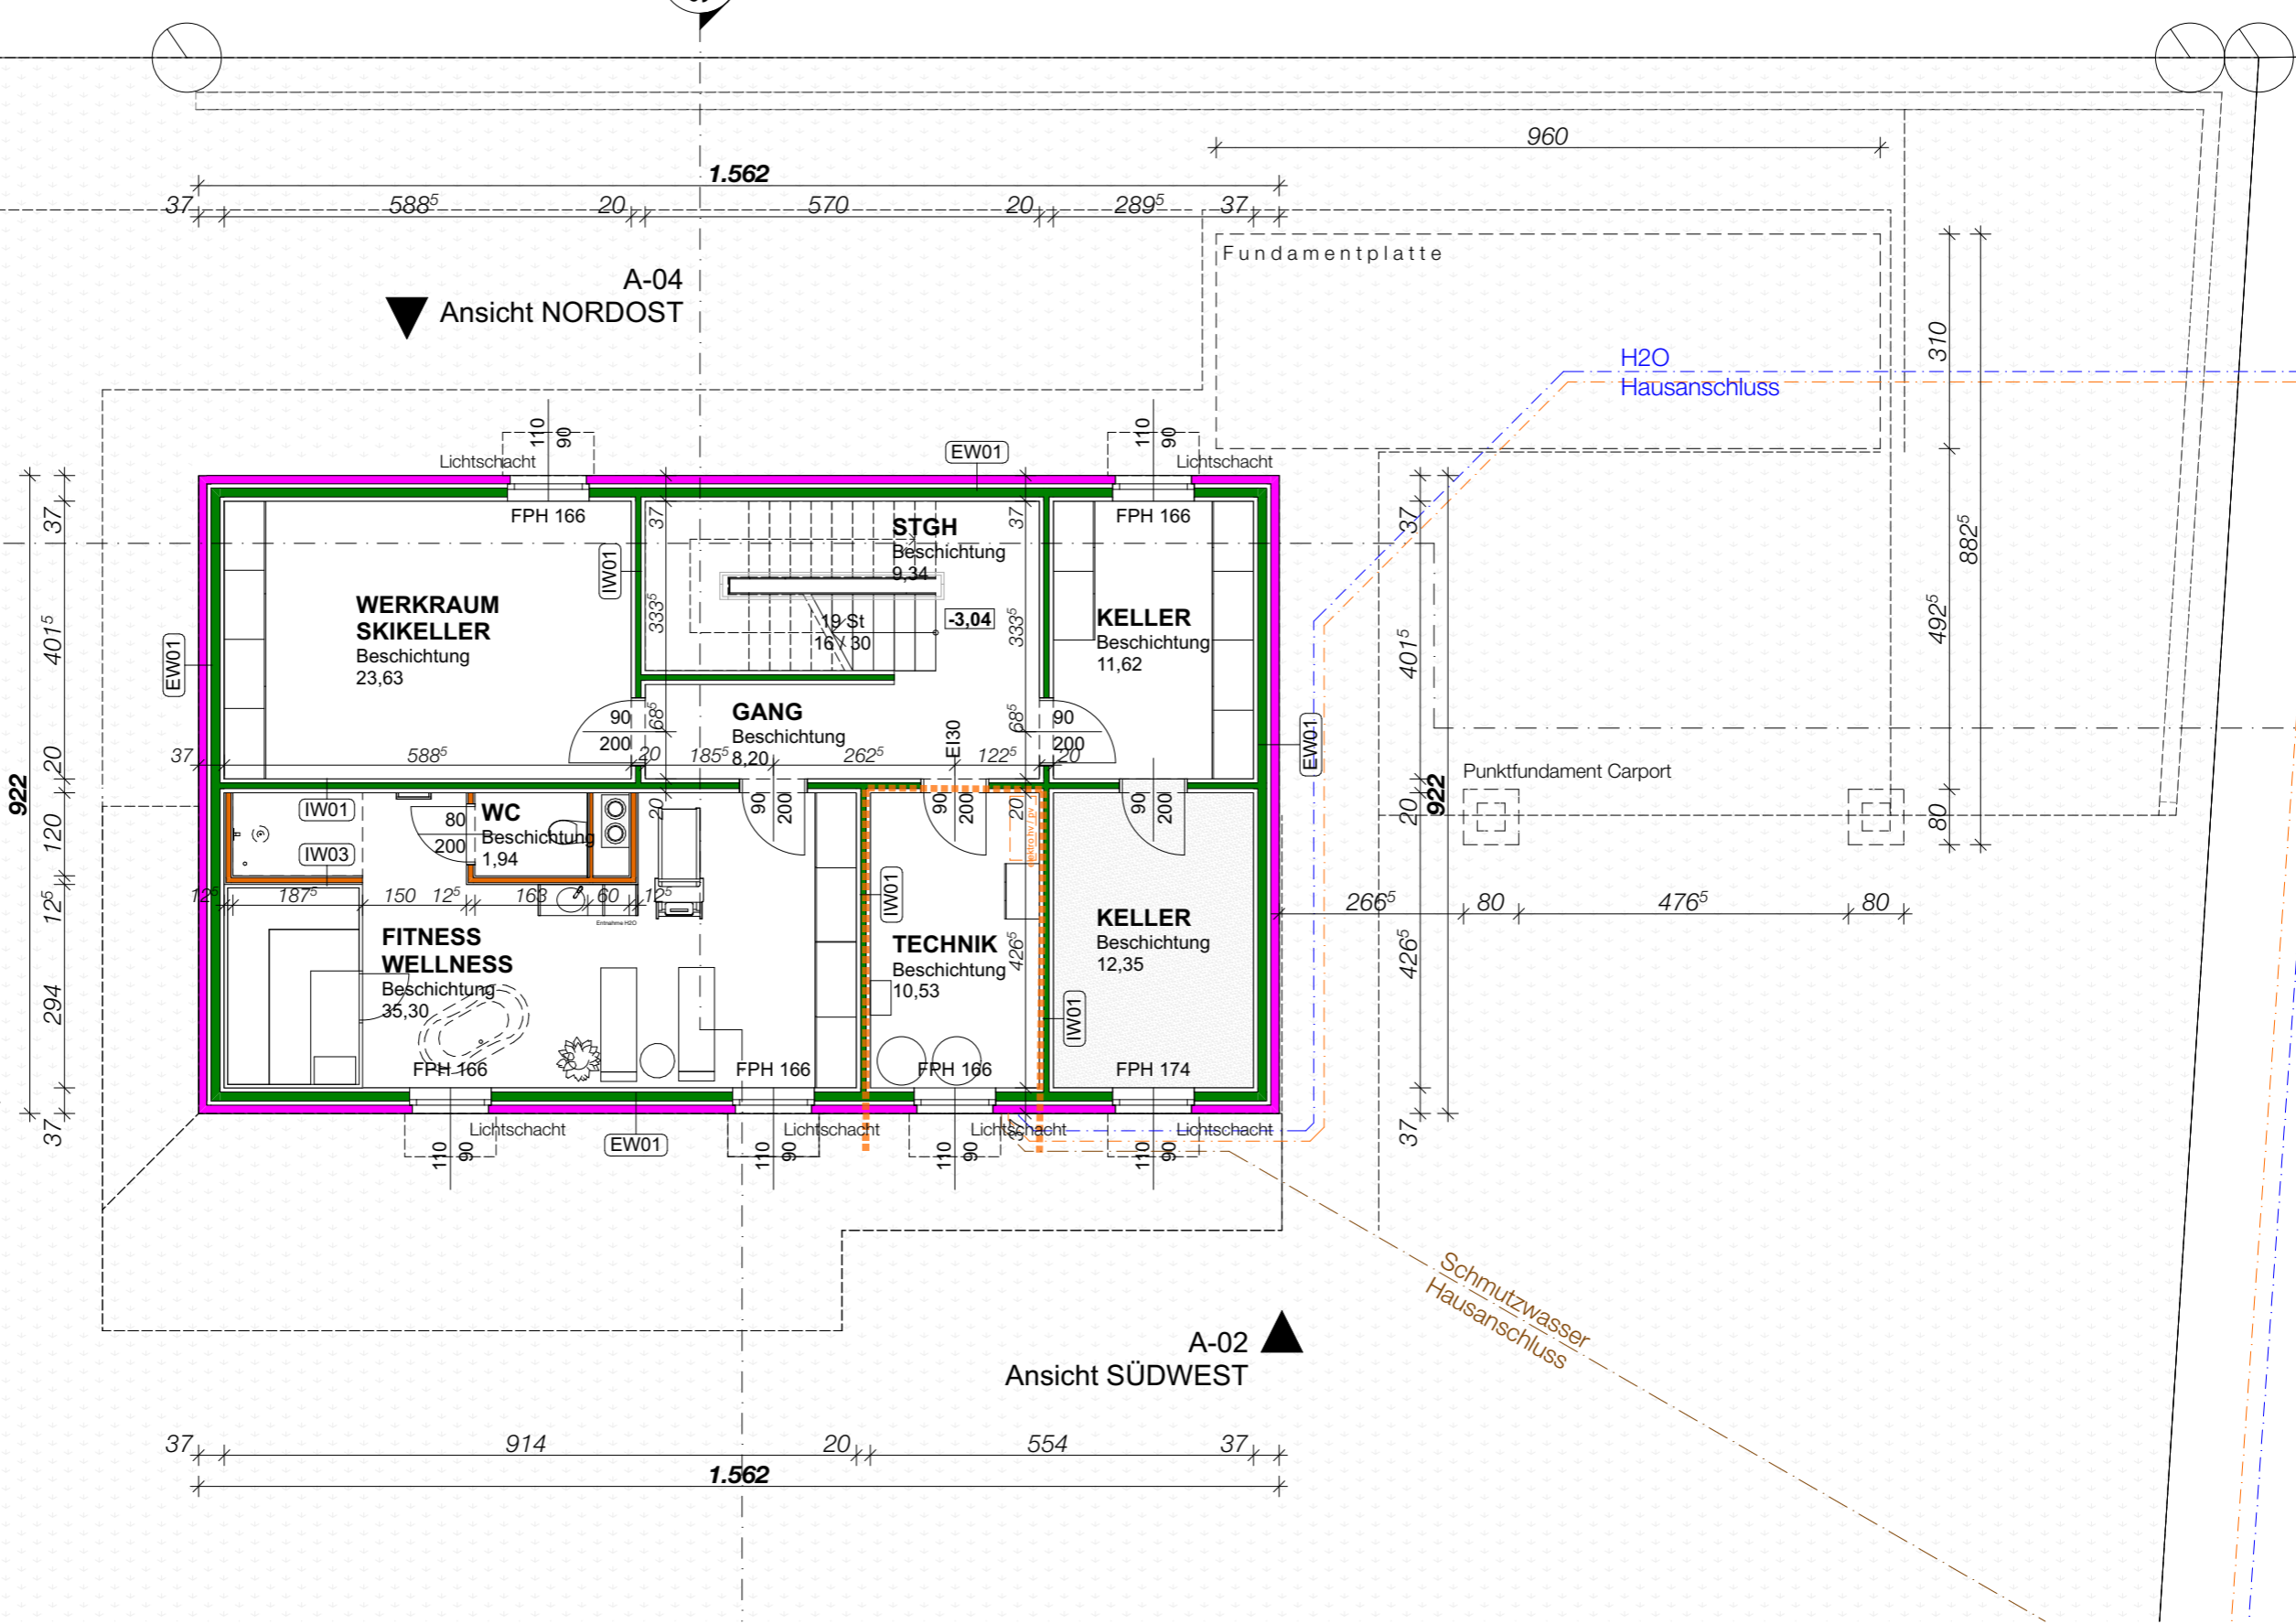 960
1.562
37 588⁵ 20 570 20 289⁵ 37
Fundamentplatte
A-04
Ansicht NORDOST
310
882⁵
492⁵
80
H2O
Hausanschluss
110
90
Lichtschacht
EW01
110
90
Lichtschacht
922
37
401⁵
20
120
12⁵
294
37
EW01
FPH 166
WERKRAUM
SKIKELLER
Beschichtung
23,63
IW01
37
333⁵
68⁵
20
STGH
Beschichtung
9,34
19 St
16 / 30
-3,04
37
333⁵
68⁵
20
426⁵
FPH 166
KELLER
Beschichtung
11,62
90
200
GANG
Beschichtung
8,20
EI30
90
200
37 588⁵ 20 185⁵ 262⁵ 122⁵ 20
EW01
37
401⁵
20
426⁵
37
922
Punktfundament Carport
IW01
IW03
80
200
WC
Beschichtung
1,94
90
200
90
200
90
200
12⁵ 187⁵ 150 12⁵ 163 60 12⁵
Entnahme H2O
266⁵ 80 476⁵ 80
FITNESS
WELLNESS
Beschichtung
35,30
IW01
TECHNIK
Beschichtung
10,53
IW01
KELLER
Beschichtung
12,35
FPH 166
FPH 166
FPH 166
FPH 174
Lichtschacht
Lichtschacht
Lichtschacht
Lichtschacht
110
90
EW01
110
90
110
90
110
90
Schmutzwasser
Hausanschluss
A-02
Ansicht SÜDWEST
37 914 20 554 37
1.562